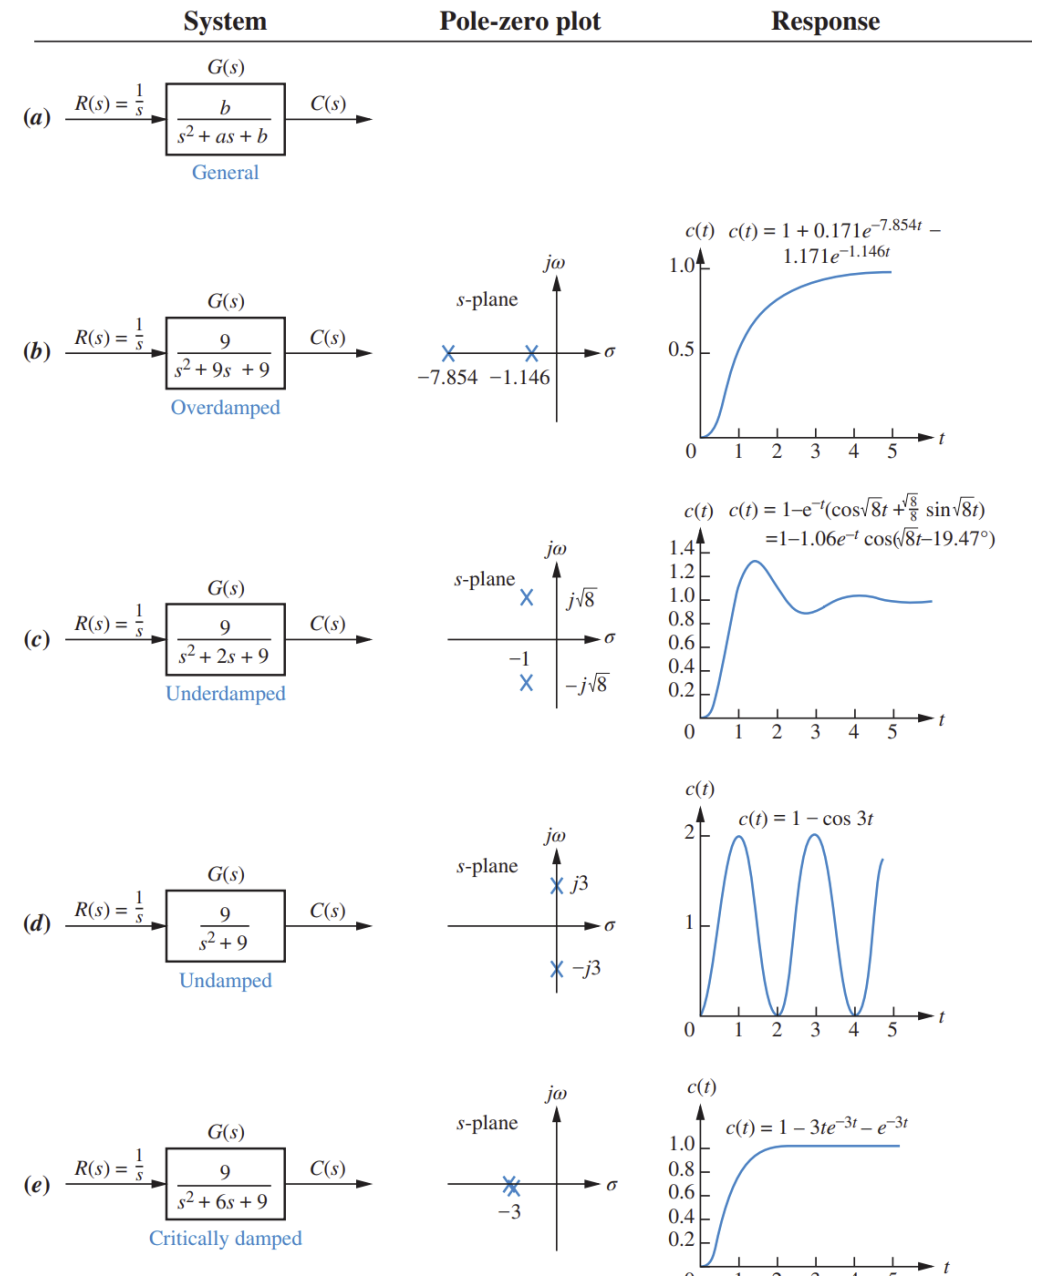 System Pole-zero plot Response
(a) R(s) = 1/s G(s) b / s² + as + b C(s)
General
(b) R(s) = 1/s G(s) 9 / s² + 9s + 9 C(s)
Overdamped
jω
s-plane
σ
−7.854 −1.146
c(t) c(t) = 1 + 0.171e^−7.854t −
1.171e^−1.146t
1.0
0.5
0 1 2 3 4 5 t
(c) R(s) = 1/s G(s) 9 / s² + 2s + 9 C(s)
Underdamped
jω
s-plane
j√8
σ
−1
−j√8
c(t) c(t) = 1−e^−t(cos√8t + √8/8 sin√8t)
=1−1.06e^−t cos(√8t−19.47°)
1.4
1.2
1.0
0.8
0.6
0.4
0.2
0 1 2 3 4 5 t
(d) R(s) = 1/s G(s) 9 / s² + 9 C(s)
Undamped
jω
s-plane
j3
σ
−j3
c(t)
c(t) = 1 − cos 3t
2
1
0 1 2 3 4 5 t
(e) R(s) = 1/s G(s) 9 / s² + 6s + 9 C(s)
Critically damped
jω
s-plane
σ
−3
c(t)
c(t) = 1 − 3te^−3t − e^−3t
1.0
0.8
0.6
0.4
0.2
t